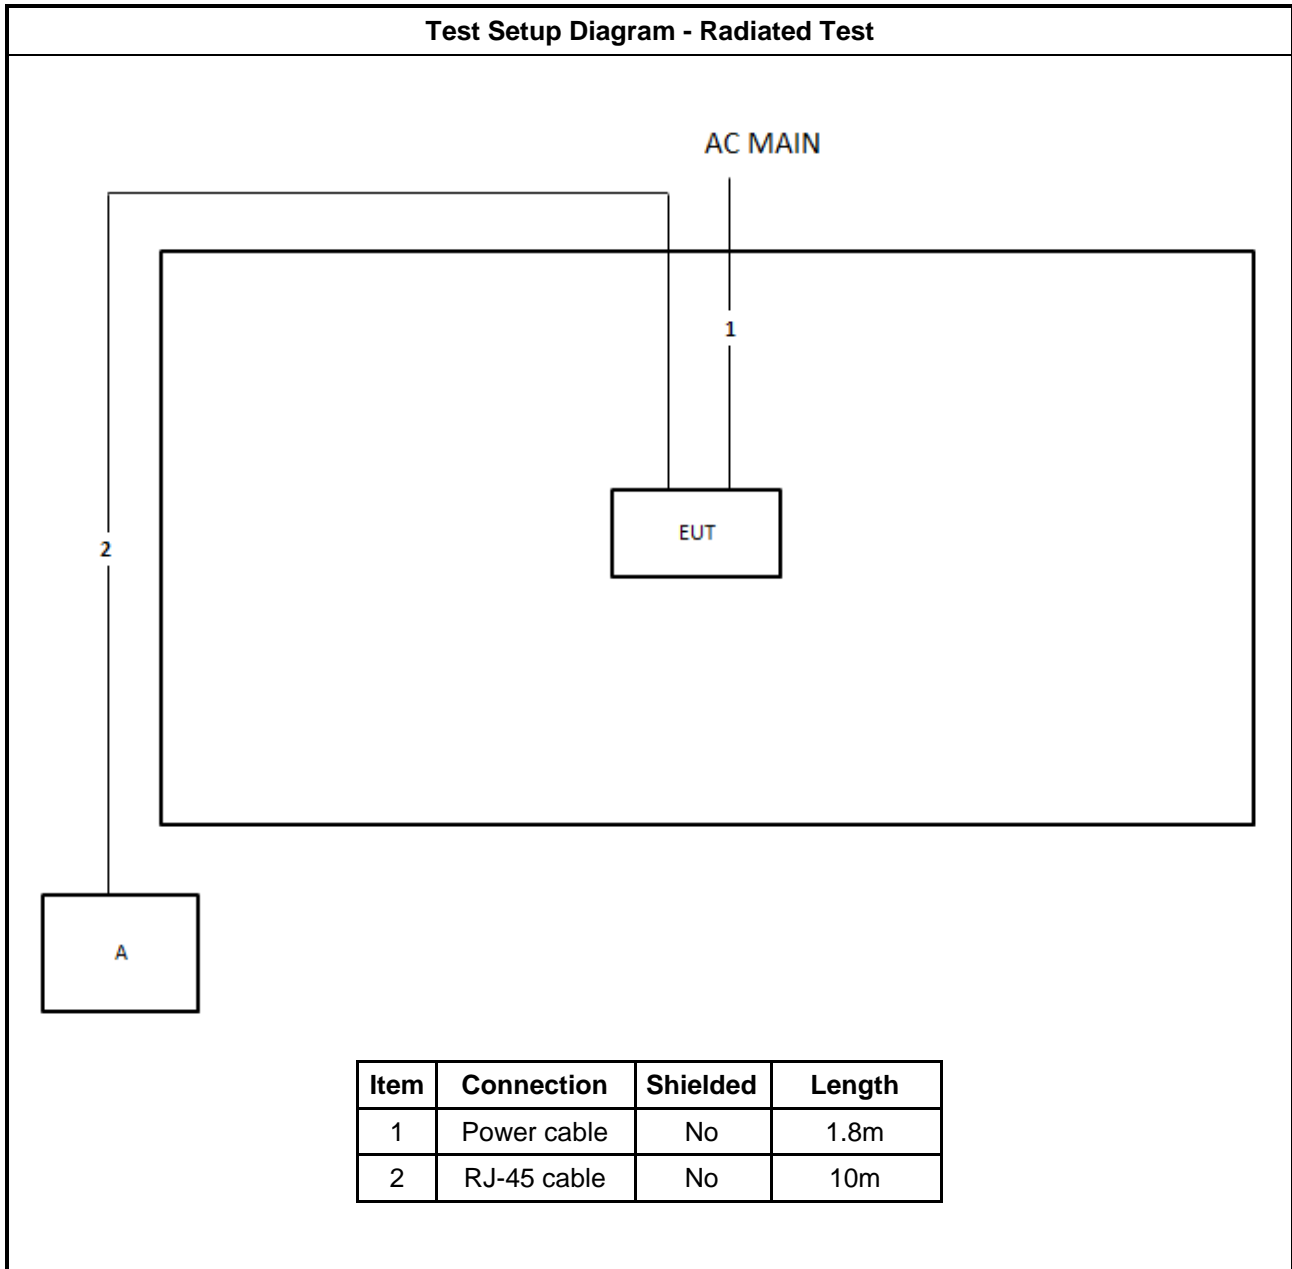 Test Setup Diagram - Radiated Test
AC MAIN
1
EUT
2
A
Item Connection Shielded Length
1 Power cable No 1.8m
2 RJ-45 cable No 10m